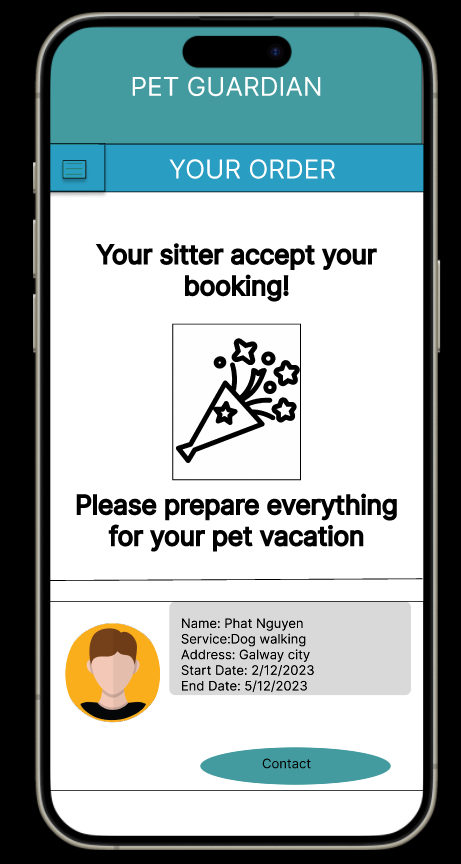 PET GUARDIAN
YOUR ORDER
Your sitter accept your
booking!
Please prepare everything
for your pet vacation
Name: Phat Nguyen
Service:Dog walking
Address: Galway city
Start Date: 2/12/2023
End Date: 5/12/2023
Contact